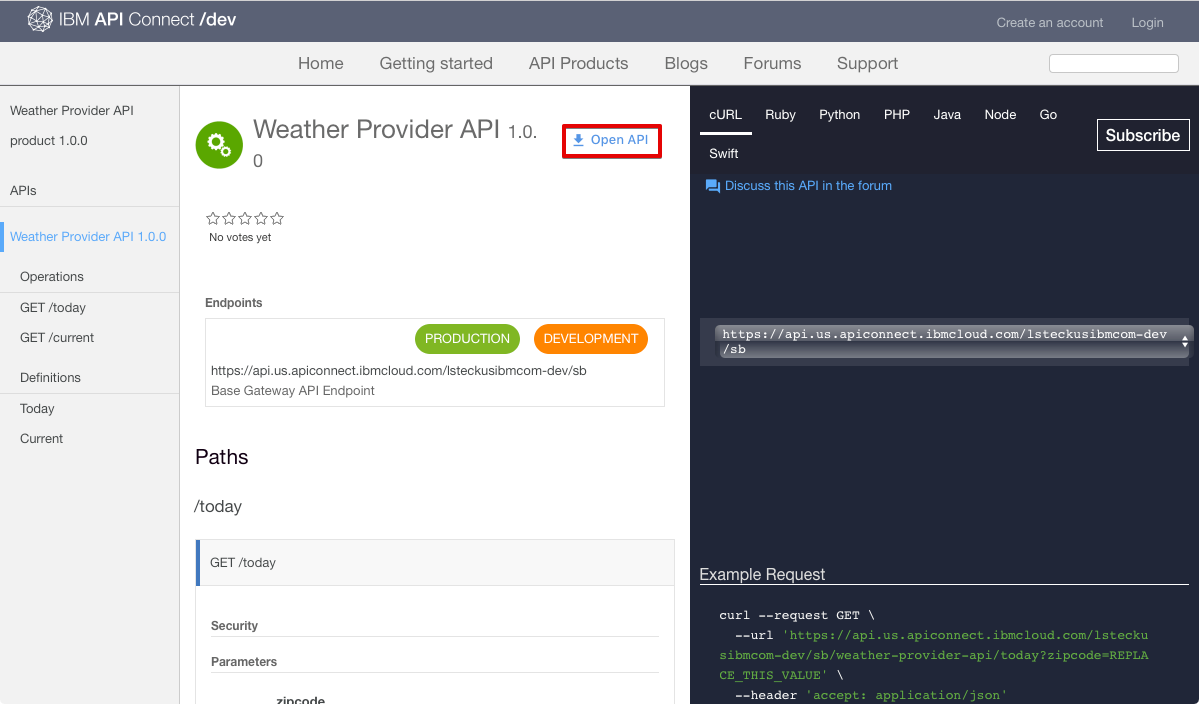 IBM API Connect /dev
Create an account
Login
Home
Getting started
API Products
Blogs
Forums
Support
Weather Provider API
product 1.0.0
APIs
Weather Provider API 1.0.0
Operations
GET /today
GET /current
Definitions
Today
Current
Weather Provider API 1.0.
0
Open API
No votes yet
Endpoints
PRODUCTION
DEVELOPMENT
https://api.us.apiconnect.ibmcloud.com/lsteckusibmcom-dev/sb
Base Gateway API Endpoint
Paths
/today
GET /today
Security
Parameters
zipcode
cURL
Ruby
Python
PHP
Java
Node
Go
Swift
Subscribe
Discuss this API in the forum
https://api.us.apiconnect.ibmcloud.com/lsteckusibmcom-dev
/sb
Example Request
curl --request GET \
--url 'https://api.us.apiconnect.ibmcloud.com/lstecku
sibmcom-dev/sb/weather-provider-api/today?zipcode=REPLA
CE_THIS_VALUE' \
--header 'accept: application/json'